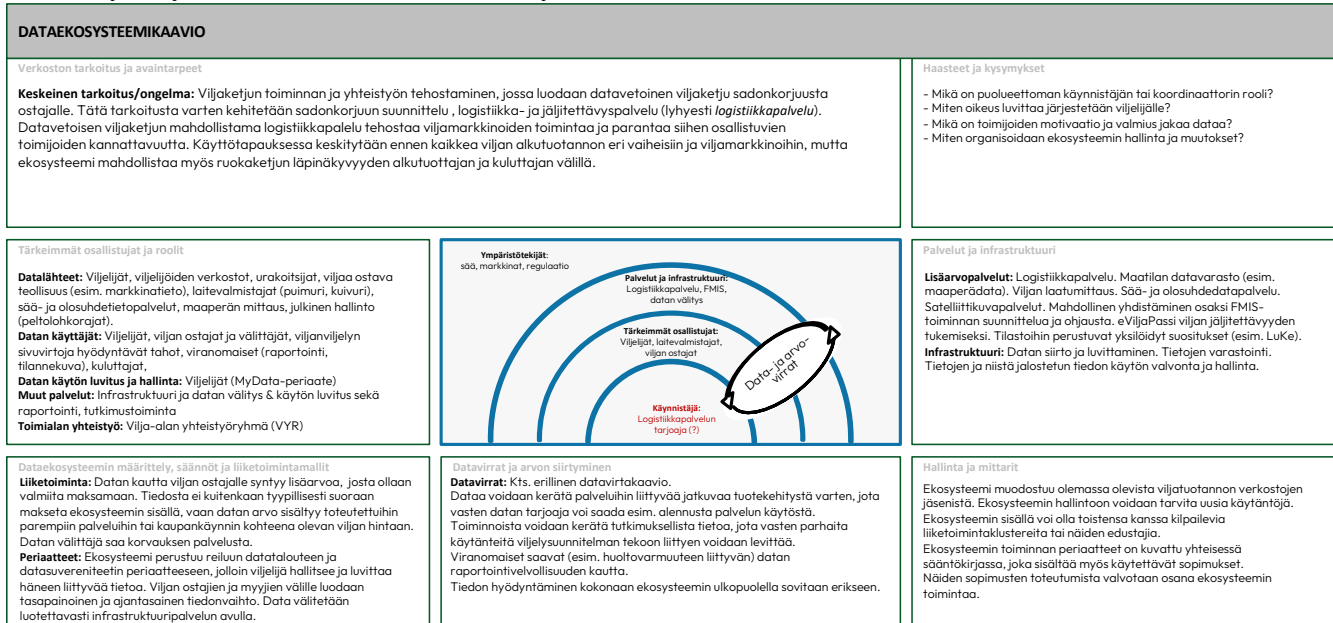 DATAEKOSYSTEEMIKAAVIO
Verkoston tarkoitus ja avaintarpeet
Keskeinen tarkoitus/ongelma: Viljaketjun toiminnan ja yhteistyön tehostaminen, jossa luodaan datavetoinen viljaketju sadonkorjuusta
ostajalle. Tätä tarkoitusta varten kehitetään sadonkorjuun suunnittelu , logistiikka- ja jäljitettävyspalvelu (lyhyesti logistiikkapalvelu).
Datavetoisen viljaketjun mahdollistama logistiikkapalelu tehostaa viljamarkkinoiden toimintaa ja parantaa siihen osallistuvien
toimijoiden kannattavuutta. Käyttötapauksessa keskitytään ennen kaikkea viljan alkutuotannon eri vaiheisiin ja viljamarkkinoihin, mutta
ekosysteemi mahdollistaa myös ruokaketjun läpinäkyvyyden alkutuottajan ja kuluttajan välillä.
Haasteet ja kysymykset
- Mikä on puolueettoman käynnistäjän tai koordinaattorin rooli?
- Miten oikeus luvittaa järjestetään viljelijälle?
- Mikä on toimijoiden motivaatio ja valmius jakaa dataa?
- Miten organisoidaan ekosysteemin hallinta ja muutokset?
Tärkeimmät osallistujat ja roolit
Datalähteet: Viljelijät, viljelijöiden verkostot, urakoitsijat, viljaa ostava
teollisuus (esim. markkinatieto), laitevalmistajat (puimuri, kuivuri),
sää- ja olosuhdetietopalvelut, maaperän mittaus, julkinen hallinto
(peltolohkorajat).
Datan käyttäjät: Viljelijät, viljan ostajat ja välittäjät, viljanviljelyn
sivuvirtoja hyödyntävät tahot, viranomaiset (raportointi,
tilannekuva), kuluttajat,
Datan käytön luvitus ja hallinta: Viljelijät (MyData-periaate)
Muut palvelut: Infrastruktuuri ja datan välitys & käytön luvitus sekä
raportointi, tutkimustoiminta
Toimialan yhteistyö: Vilja-alan yhteistyöryhmä (VYR)
Ympäristötekijät:
sää, markkinat, regulaatio
Palvelut ja infrastruktuuri:
Logistiikkapalvelu, FMIS,
datan välitys
Tärkeimmät osallistujat:
Viljelijät, laitevalmistajat,
viljan ostajat
Data- ja arvo-
virrat
Käynnistäjä:
Logistiikkapalvelun
tarjoaja (?)
Palvelut ja infrastruktuuri
Lisäarvopalvelut: Logistiikkapalvelu. Maatilan datavarasto (esim.
maaperädata). Viljan laatumittaus. Sää- ja olosuhdedatapalvelu.
Satelliittikuvapalvelut. Mahdollinen yhdistäminen osaksi FMIS-
toiminnan suunnittelua ja ohjausta. eViljaPassi viljan jäljitettävyyden
tukemiseksi. Tilastoihin perustuvat yksilöidyt suositukset (esim. LuKe).
Infrastruktuuri: Datan siirto ja luvittaminen. Tietojen varastointi.
Tietojen ja niistä jalostetun tiedon käytön valvonta ja hallinta.
Dataekosysteemin määrittely, säännöt ja liiketoimintamallit
Liiketoiminta: Datan kautta viljan ostajalle syntyy lisäarvoa, josta ollaan
valmiita maksamaan. Tiedosta ei kuitenkaan tyypillisesti suoraan
makseta ekosysteemin sisällä, vaan datan arvo sisältyy toteutettuihin
parempiin palveluihin tai kaupankäynnin kohteena olevan viljan hintaan.
Datan välittäjä saa korvauksen palvelusta.
Periaatteet: Ekosysteemi perustuu reiluun datatalouteen ja
datasuvereniteetin periaatteeseen, jolloin viljelijä hallitsee ja luvittaa
häneen liittyvää tietoa. Viljan ostajien ja myyjien välille luodaan
tasapainoinen ja ajantasainen tiedonvaihto. Data välitetään
luotettavasti infrastruktuuripalvelun avulla.
Datavirrat ja arvon siirtyminen
Datavirrat: Kts. erillinen datavirtakaavio.
Dataa voidaan kerätä palveluihin liittyvää jatkuvaa tuotekehitystä varten, jota
vasten datan tarjoaja voi saada esim. alennusta palvelun käytöstä.
Toiminnoista voidaan kerätä tutkimuksellista tietoa, jota vasten parhaita
käytänteitä viljelysuunnitelman tekoon liittyen voidaan levittää.
Viranomaiset saavat (esim. huoltovarmuuteen liittyvän) datan
raportointivelvollisuuden kautta.
Tiedon hyödyntäminen kokonaan ekosysteemin ulkopuolella sovitaan erikseen.
Hallinta ja mittarit
Ekosysteemi muodostuu olemassa olevista viljatuotannon verkostojen
jäsenistä. Ekosysteemin hallintoon voidaan tarvita uusia käytäntöjä.
Ekosysteemin sisällä voi olla toistensa kanssa kilpailevia
liiketoimintaklustereita tai näiden edustajia.
Ekosysteemin toiminnan periaatteet on kuvattu yhteisessä
sääntökirjassa, joka sisältää myös käytettävät sopimukset.
Näiden sopimusten toteutumista valvotaan osana ekosysteemin
toimintaa.